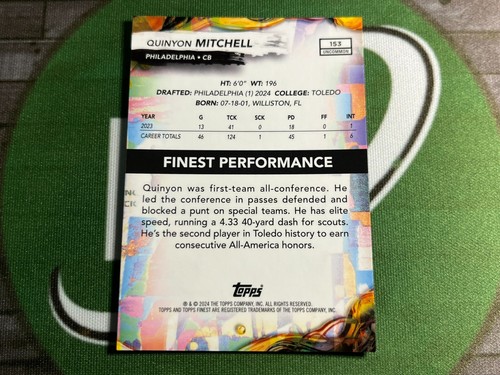 QUINYON MITCHELL
153
PHILADELPHIA • CB
UNCOMMON
HT: 6'0" WT: 196
DRAFTED: PHILADELPHIA (1) 2024 COLLEGE: TOLEDO
BORN: 07-18-01, WILLISTON, FL
YEAR G TCK SCK PD FF INT
2023 13 41 0 18 0 1
CAREER TOTALS 46 124 1 45 1 6
FINEST PERFORMANCE
Quinyon was first-team all-conference. He
led the conference in passes defended and
blocked a punt on special teams. He has elite
speed, running a 4.33 40-yard dash for scouts.
He's the second player in Toledo history to earn
consecutive All-America honors.
Topps
® & © 2024 THE TOPPS COMPANY, INC. ALL RIGHTS RESERVED.
TOPPS AND TOPPS FINEST ARE REGISTERED TRADEMARKS OF THE TOPPS COMPANY, INC.